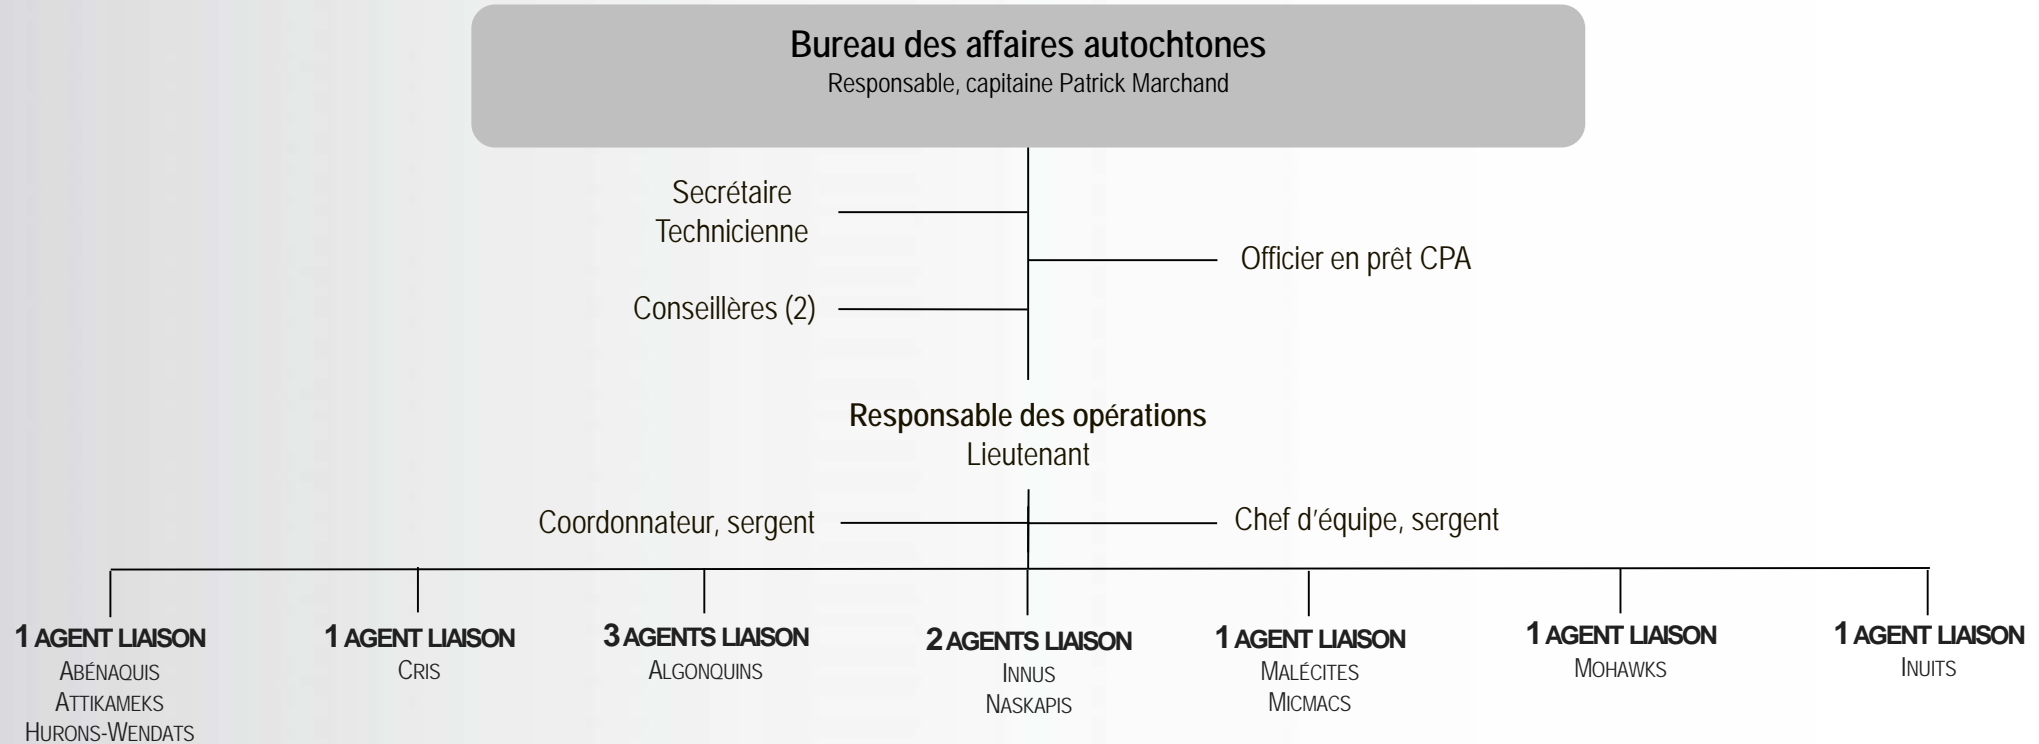 Bureau des affaires autochtones
Responsable, capitaine Patrick Marchand
Secrétaire
Technicienne
Officier en prêt CPA
Conseillères (2)
Responsable des opérations
Lieutenant
Coordonnateur, sergent
Chef d'équipe, sergent
1 AGENT LIAISON
ABÉNAQUIS
ATTIKAMEKS
HURONS-WENDATS
1 AGENT LIAISON
CRIS
3 AGENTS LIAISON
ALGONQUINS
2 AGENTS LIAISON
INNUS
NASKAPIS
1 AGENT LIAISON
MALÉCITES
MICMACS
1 AGENT LIAISON
MOHAWKS
1 AGENT LIAISON
INUITS